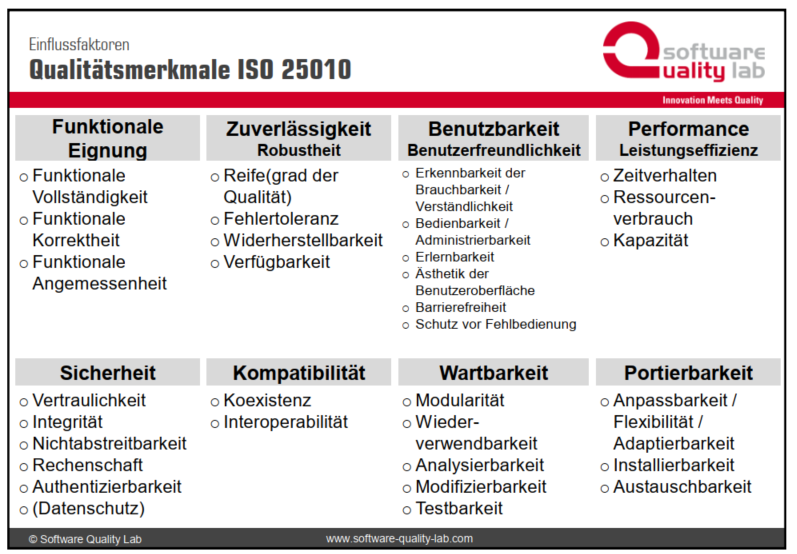 Einflussfaktoren
Qualitätsmerkmale ISO 25010
software
Quality lab
Innovation Meets Quality
Funktionale
Eignung
○ Funktionale
Vollständigkeit
○ Funktionale
Korrektheit
○ Funktionale
Angemessenheit
Zuverlässigkeit
Robustheit
○ Reife(grad der
Qualität)
○ Fehlertoleranz
○ Widerherstellbarkeit
○ Verfügbarkeit
Benutzbarkeit
Benutzerfreundlichkeit
○ Erkennbarkeit der
Brauchbarkeit /
Verständlichkeit
○ Bedienbarkeit /
Administrierbarkeit
○ Erlernbarkeit
○ Ästhetik der
Benutzeroberfläche
○ Barrierefreiheit
○ Schutz vor Fehlbedienung
Performance
Leistungseffizienz
○ Zeitverhalten
○ Ressourcen-
verbrauch
○ Kapazität
Sicherheit
○ Vertraulichkeit
○ Integrität
○ Nichtabstreitbarkeit
○ Rechenschaft
○ Authentizierbarkeit
○ (Datenschutz)
Kompatibilität
○ Koexistenz
○ Interoperabilität
Wartbarkeit
○ Modularität
○ Wieder-
verwendbarkeit
○ Analysierbarkeit
○ Modifizierbarkeit
○ Testbarkeit
Portierbarkeit
○ Anpassbarkeit /
Flexibilität /
Adaptierbarkeit
○ Installierbarkeit
○ Austauschbarkeit
© Software Quality Lab
www.software-quality-lab.com